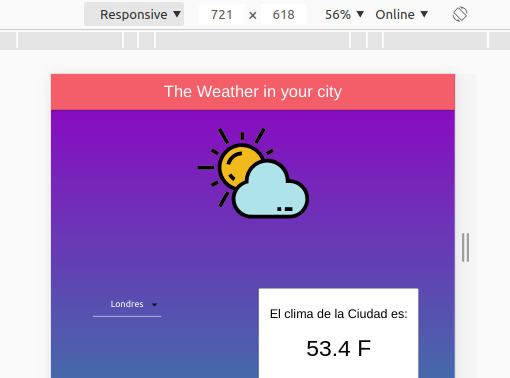 Responsive ▼ 721 x 618 56% ▼ Online ▼
The Weather in your city
Londres
El clima de la Ciudad es:
53.4 F